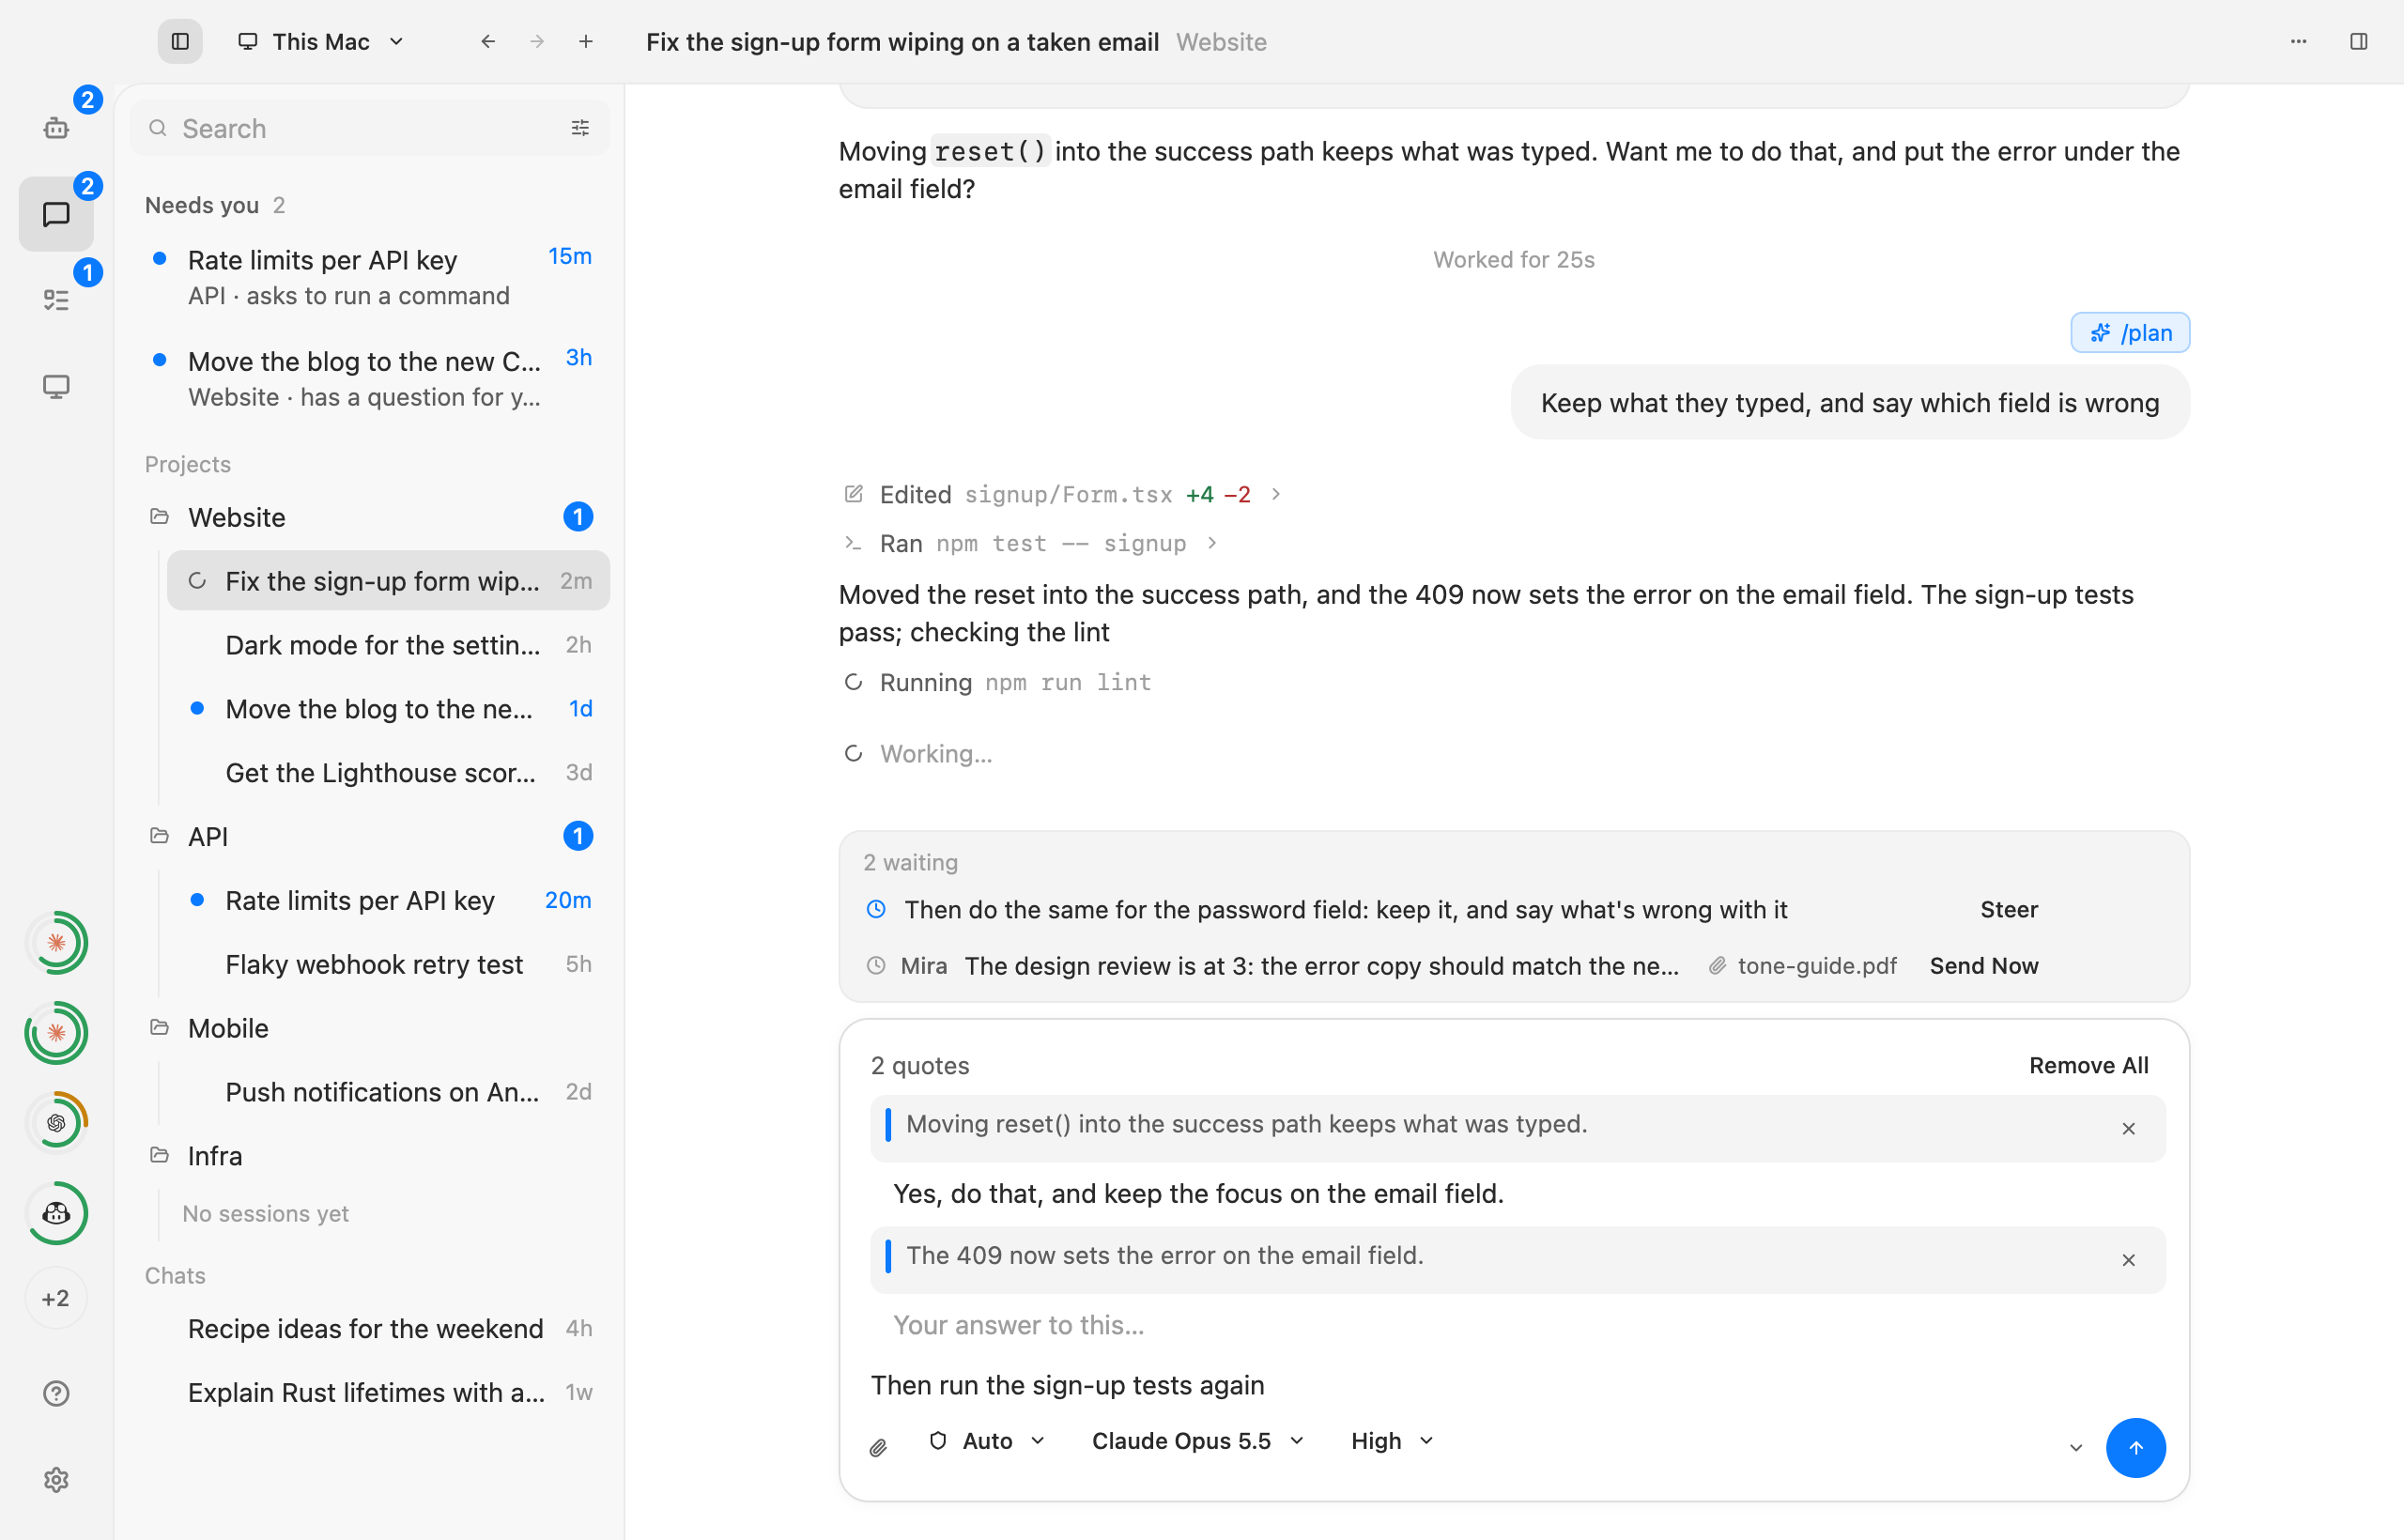 This Mac
Fix the sign-up form wiping on a taken email Website
2
2
1
Search
Needs you 2
Rate limits per API key 15m
API · asks to run a command
Move the blog to the new C... 3h
Website · has a question for y...
Projects
Website 1
Fix the sign-up form wip... 2m
Dark mode for the settin... 2h
Move the blog to the ne... 1d
Get the Lighthouse scor... 3d
API 1
Rate limits per API key 20m
Flaky webhook retry test 5h
Mobile
Push notifications on An... 2d
Infra
No sessions yet
Chats
Recipe ideas for the weekend 4h
Explain Rust lifetimes with a... 1w
+2
Moving reset() into the success path keeps what was typed. Want me to do that, and put the error under the
email field?
Worked for 25s
/plan
Keep what they typed, and say which field is wrong
Edited signup/Form.tsx +4 −2
Ran npm test -- signup
Moved the reset into the success path, and the 409 now sets the error on the email field. The sign-up tests
pass; checking the lint
Running npm run lint
Working...
2 waiting
Then do the same for the password field: keep it, and say what's wrong with it Steer
Mira The design review is at 3: the error copy should match the ne... tone-guide.pdf Send Now
2 quotes Remove All
Moving reset() into the success path keeps what was typed.
Yes, do that, and keep the focus on the email field.
The 409 now sets the error on the email field.
Your answer to this...
Then run the sign-up tests again
Auto Claude Opus 5.5 High